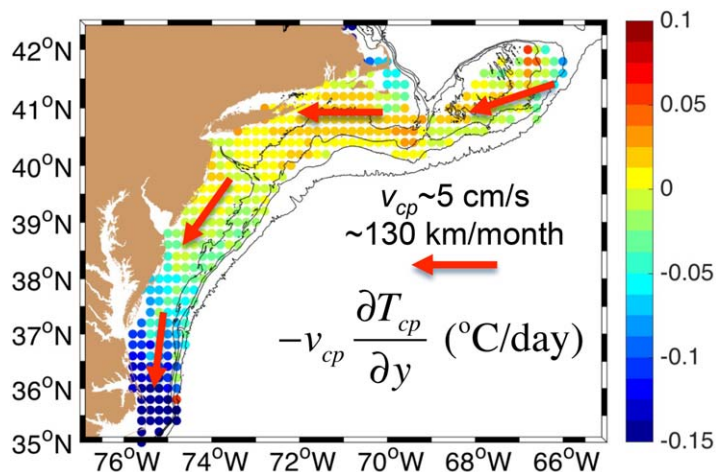 42°N
41°N
40°N
39°N
38°N
37°N
36°N
35°N
76°W 74°W 72°W 70°W 68°W 66°W
v_cp~5 cm/s
~130 km/month
−v_cp ∂T_cp/∂y (°C/day)
0.1
0.05
0
-0.05
-0.1
-0.15